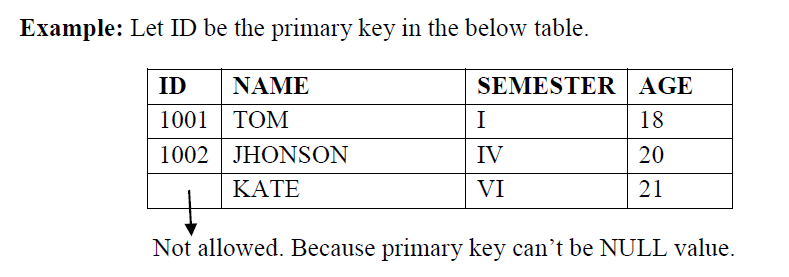 Example: Let ID be the primary key in the below table.
ID NAME SEMESTER AGE
1001 TOM I 18
1002 JHONSON IV 20
KATE VI 21
Not allowed. Because primary key can’t be NULL value.